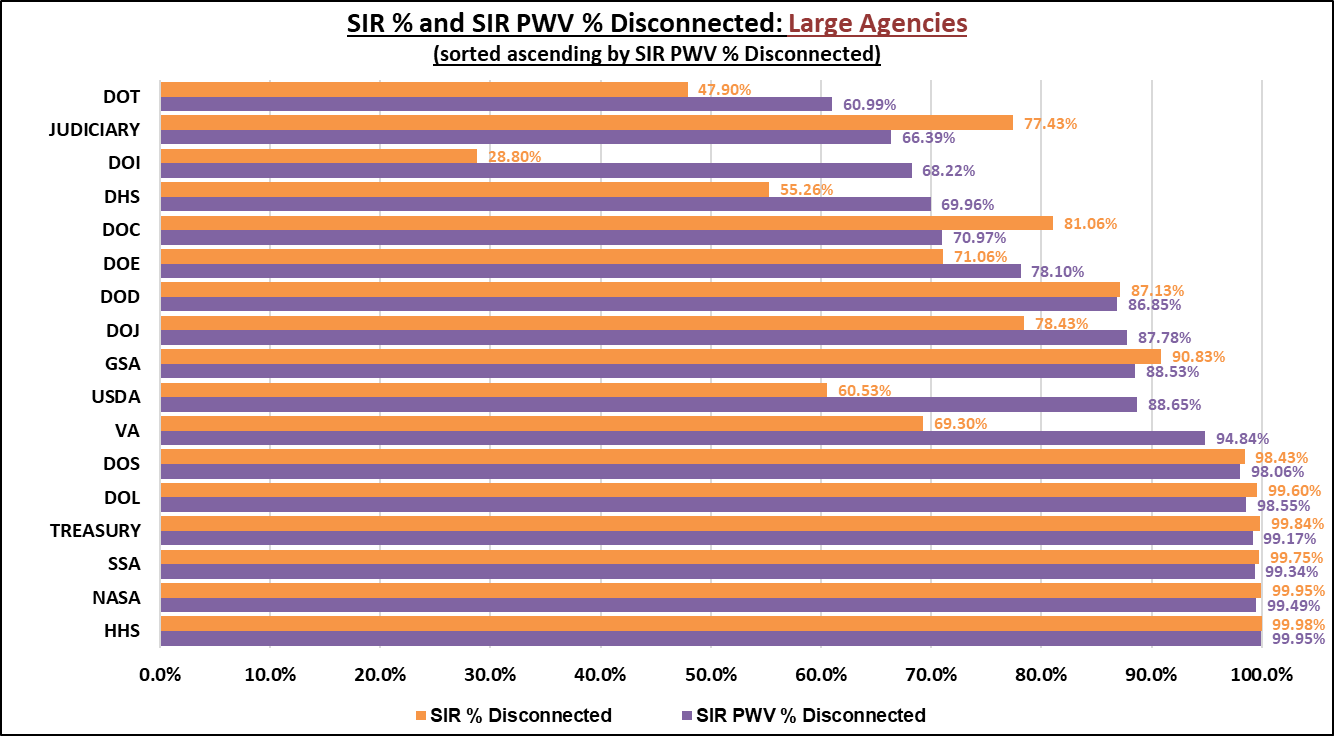 SIR % and SIR PWV % Disconnected: Large Agencies
(sorted ascending by SIR PWV % Disconnected)
DOT
47.90%
60.99%
JUDICIARY
77.43%
66.39%
DOI
28.80%
68.22%
DHS
55.26%
69.96%
DOC
81.06%
70.97%
DOE
71.06%
78.10%
DOD
87.13%
86.85%
DOJ
78.43%
87.78%
GSA
90.83%
88.53%
USDA
60.53%
88.65%
VA
69.30%
94.84%
DOS
98.43%
98.06%
DOL
99.60%
98.55%
TREASURY
99.84%
99.17%
SSA
99.75%
99.34%
NASA
99.95%
99.49%
HHS
99.98%
99.95%
0.0% 10.0% 20.0% 30.0% 40.0% 50.0% 60.0% 70.0% 80.0% 90.0% 100.0%
SIR % Disconnected SIR PWV % Disconnected